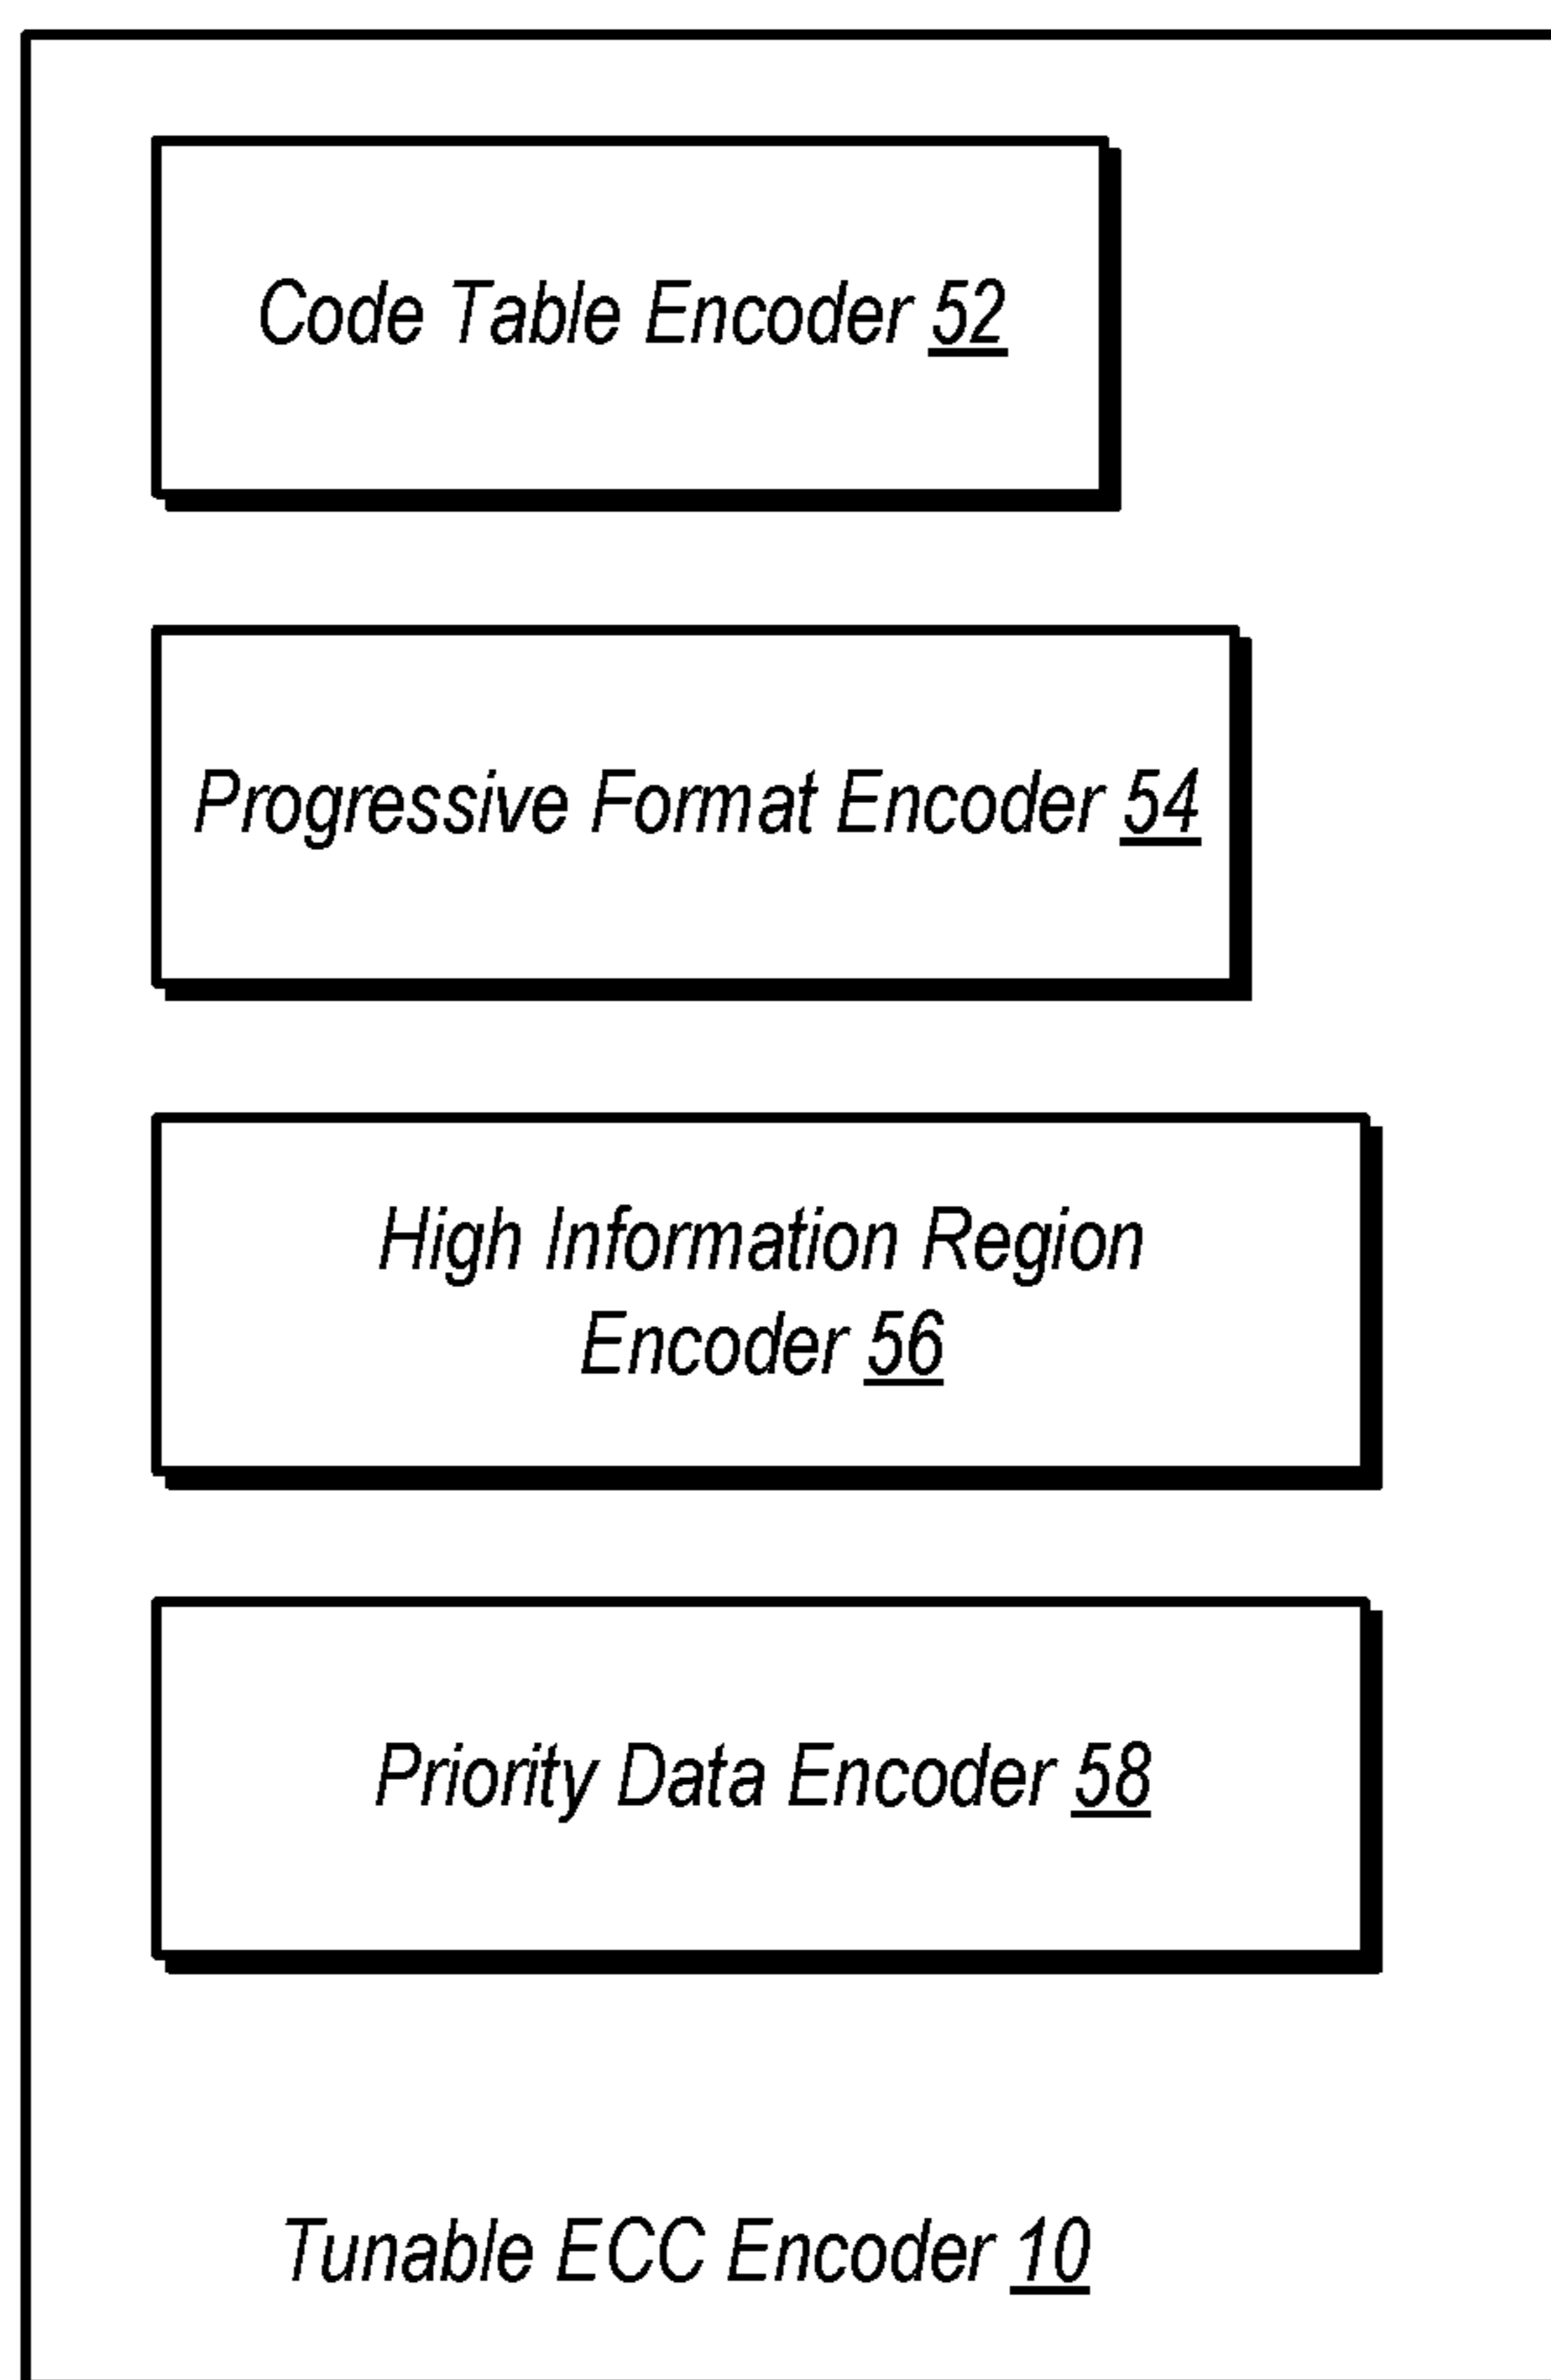 Code Table Encoder 52
Progressive Format Encoder 54
High Information Region
Encoder 56
Priority Data Encoder 58
Tunable ECC Encoder 10